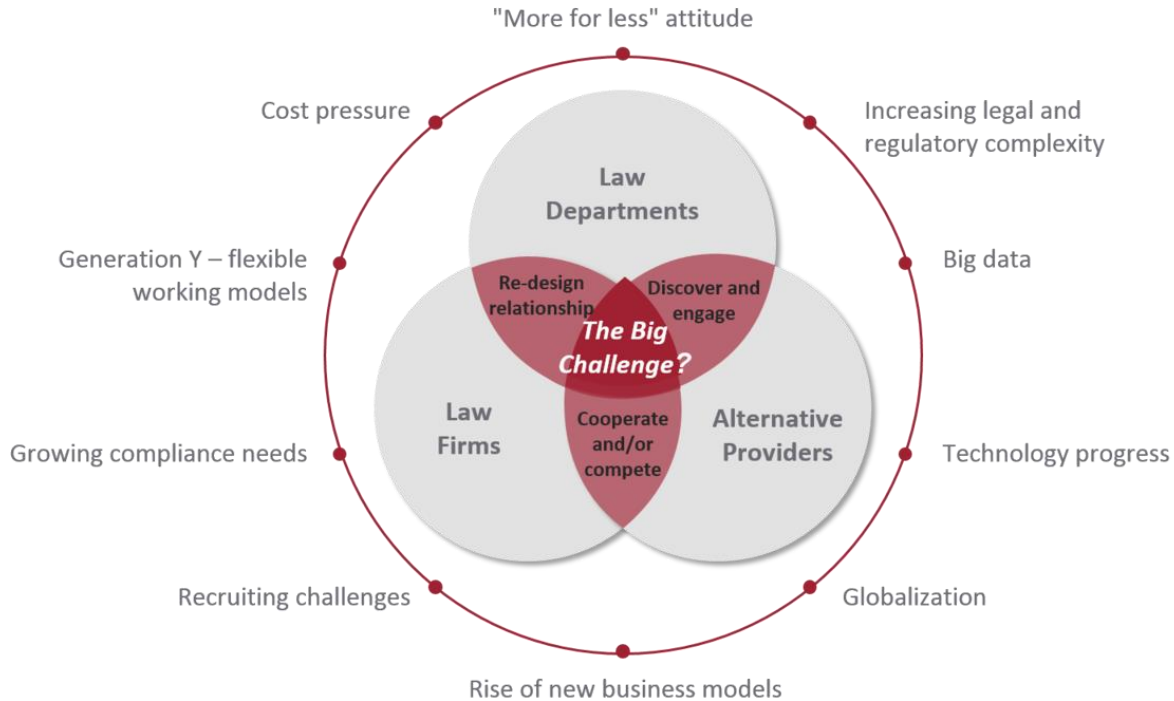 "More for less" attitude
Cost pressure
Increasing legal and
regulatory complexity
Law
Departments
Generation Y – flexible
working models
Big data
Re-design
relationship
Discover and
engage
The Big
Challenge?
Law
Firms
Cooperate
and/or
compete
Alternative
Providers
Growing compliance needs
Technology progress
Recruiting challenges
Globalization
Rise of new business models